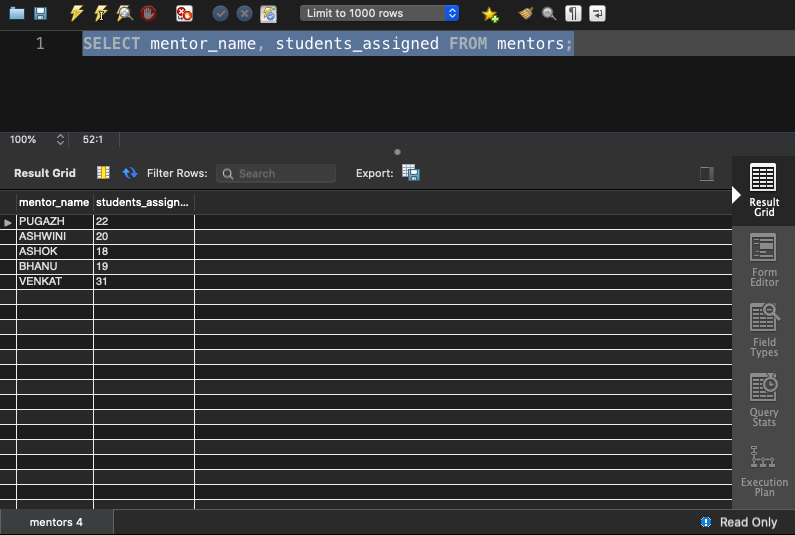 Limit to 1000 rows
1 SELECT mentor_name, students_assigned FROM mentors;
100% 52:1
Result Grid Filter Rows: Search Export:
mentor_name students_assign...
PUGAZH 22
ASHWINI 20
ASHOK 18
BHANU 19
VENKAT 31
Result
Grid
Form
Editor
Field
Types
Query
Stats
Execution
Plan
mentors 4 Read Only